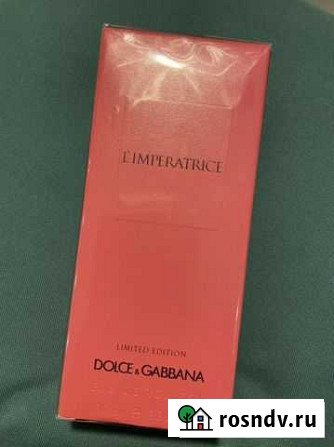 L'IMPERATRICE
LIMITED EDITION
DOLCE & GABBANA
rosndv.ru